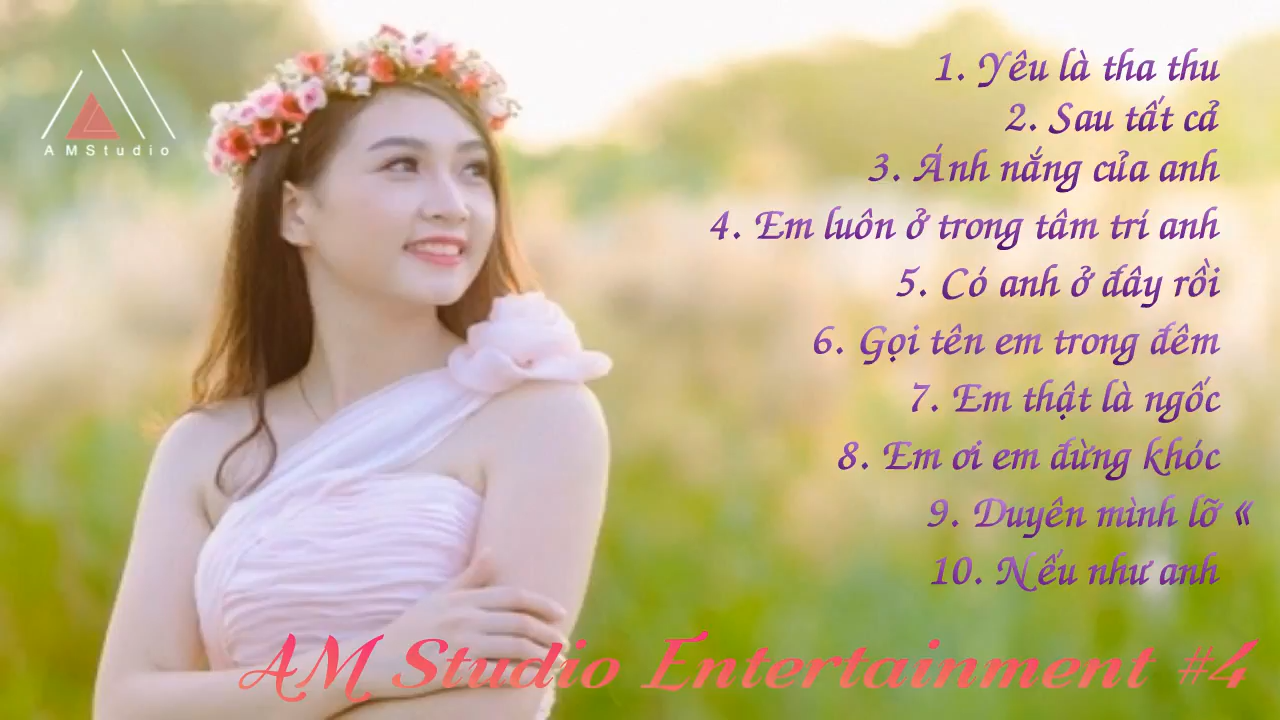 AMStudio
1. Yêu là tha thu
2. Sau tất cả
3. Ánh nắng của anh
4. Em luôn ở trong tâm trí anh
5. Có anh ở đây rồi
6. Gọi tên em trong đêm
7. Em thật là ngốc
8. Em ơi em đừng khóc
9. Duyên mình lỡ «
10. Nếu như anh
AM Studio Entertainment #4